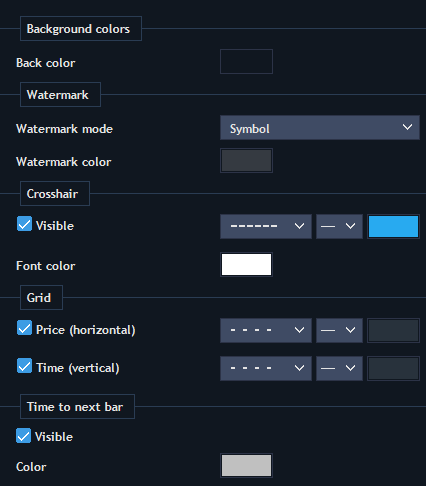 Background colors
Back color
Watermark
Watermark mode Symbol
Watermark color
Crosshair
Visible
Font color
Grid
Price (horizontal)
Time (vertical)
Time to next bar
Visible
Color